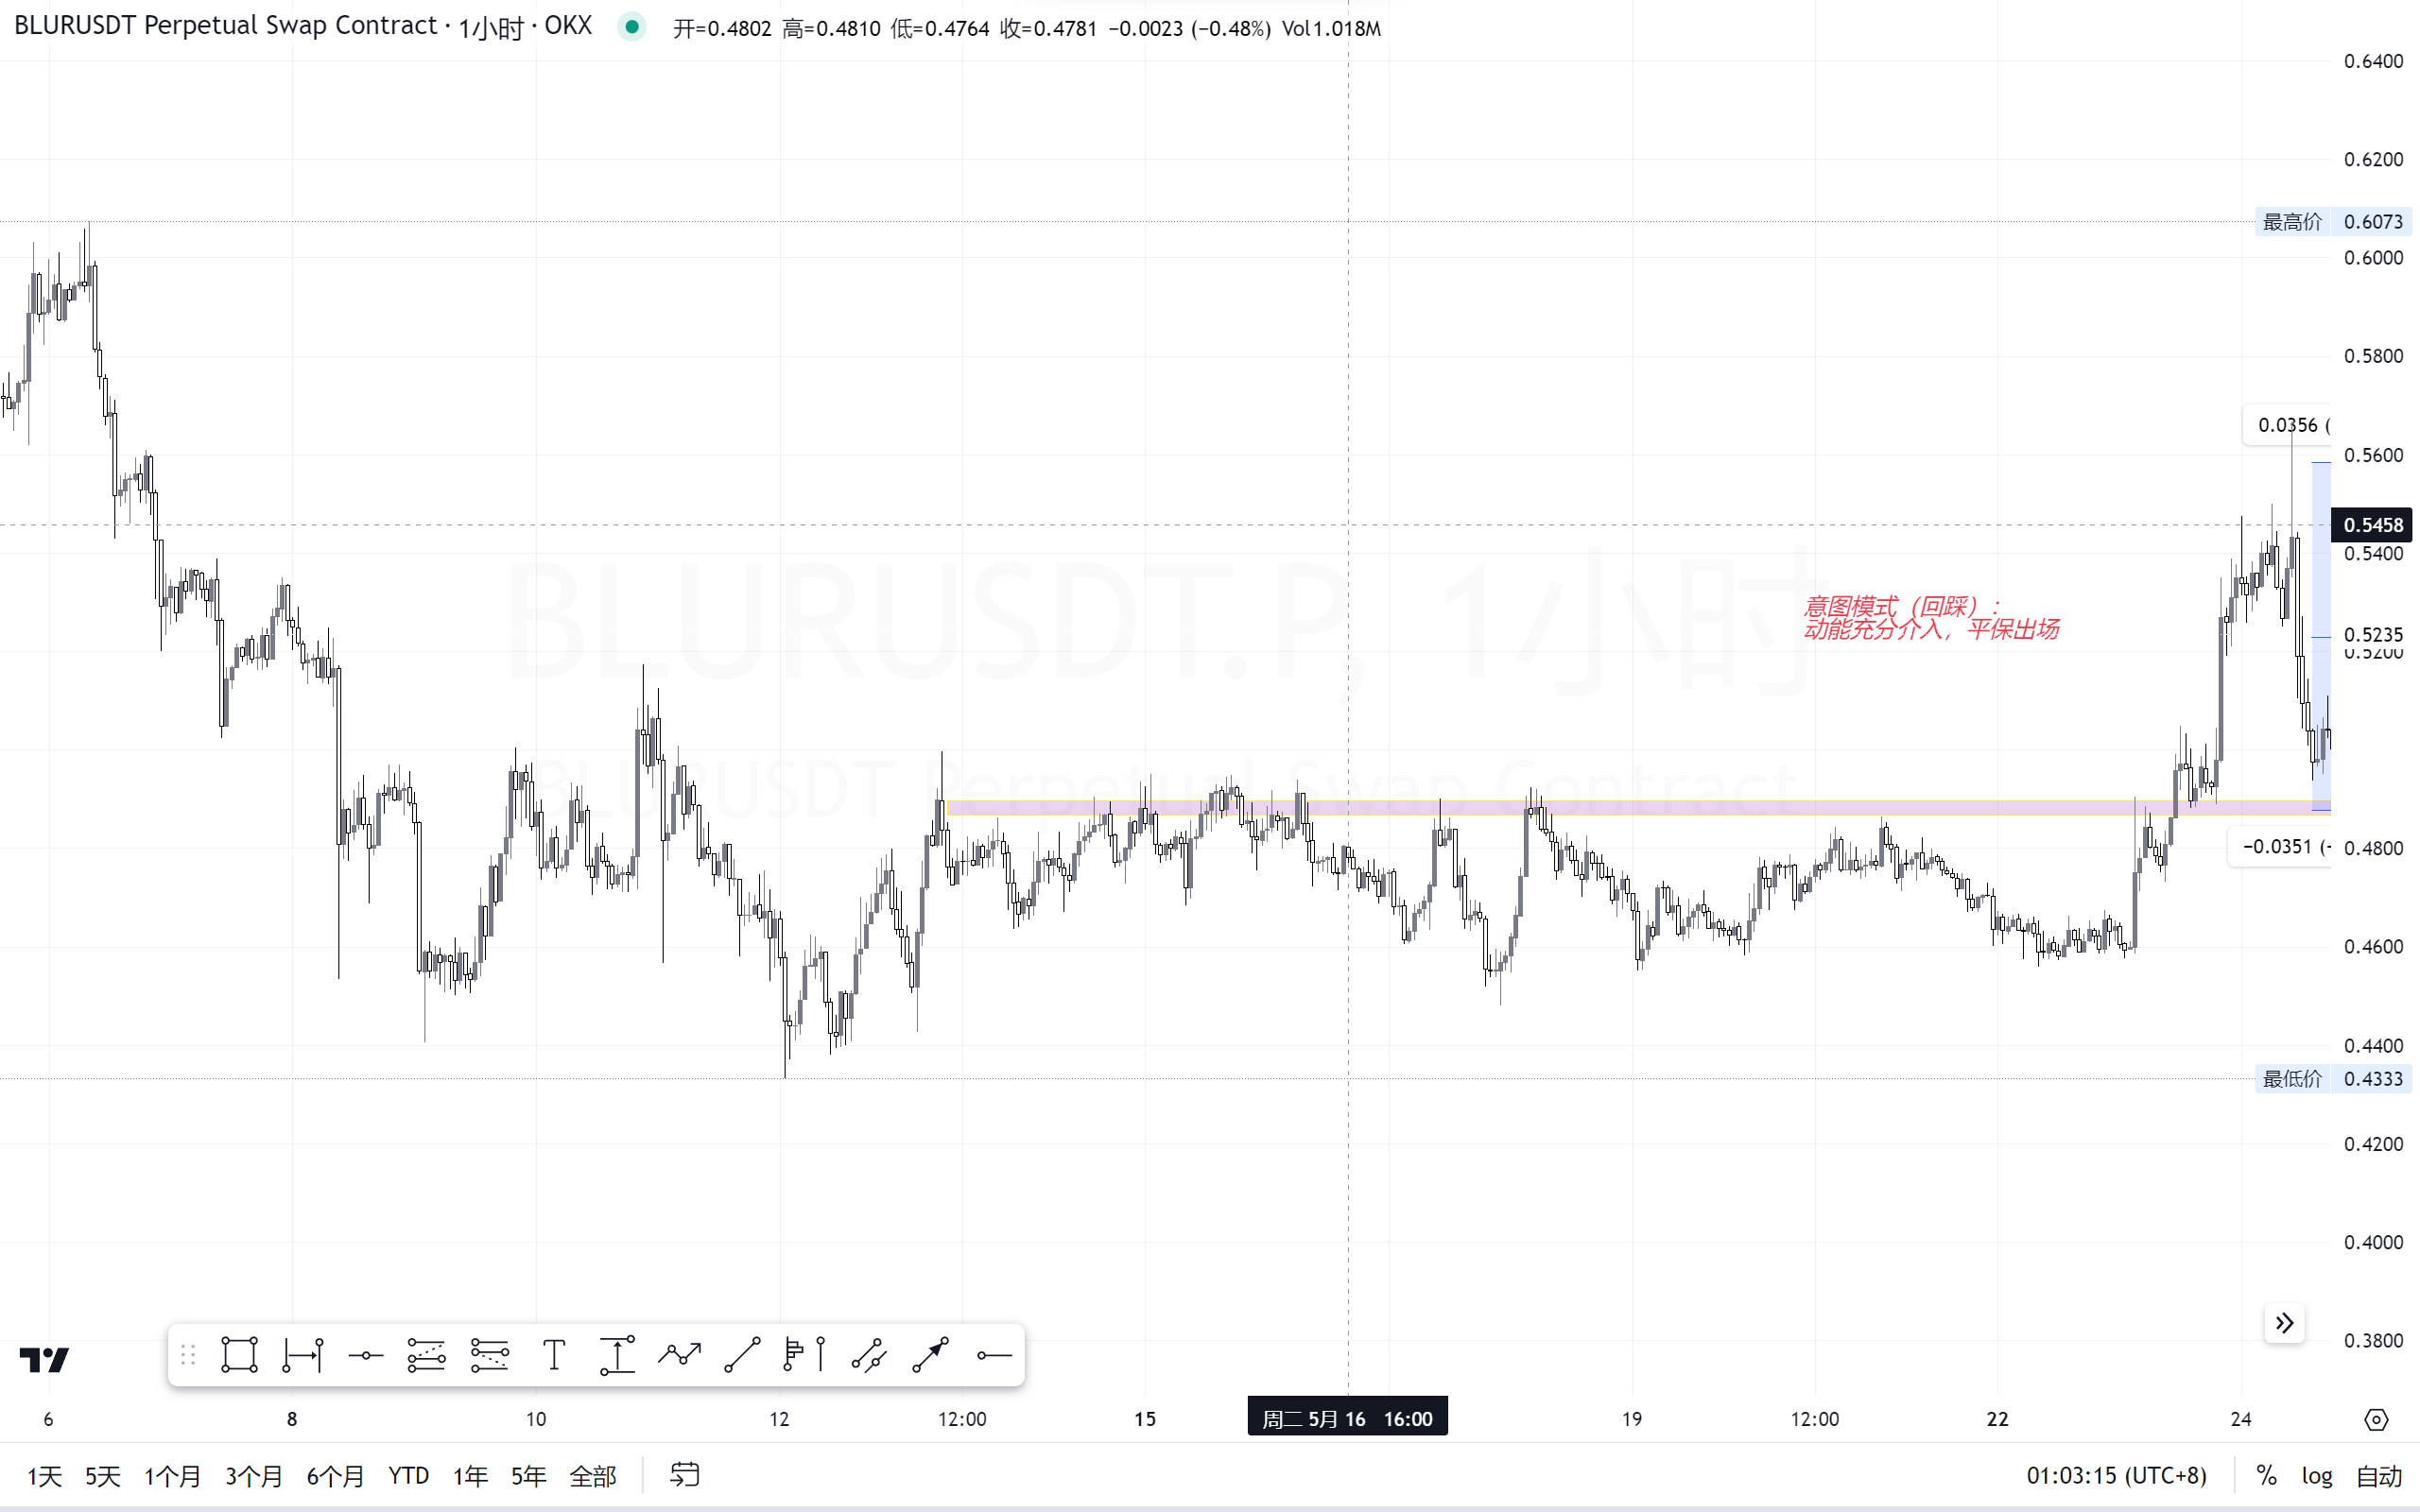 BLURUSDT Perpetual Swap Contract · 1小时 · OKX 开=0.4802 高=0.4810 低=0.4764 收=0.4781 −0.0023 (−0.48%) Vol1.018M
0.6400
0.6200
最高价 0.6073
0.6000
0.5800
0.0356 (
0.5600
0.5458
0.5400
BLURUSDT.P, 1小时
意图模式（回踩）:
动能充分介入，平保出场
0.5235
0.5200
BLURUSDT Perpetual Swap Contract
−0.0351 (-
0.4800
0.4600
0.4400
最低价 0.4333
0.4200
0.4000
0.3800
6 8 10 12 12:00 15 周二 5月 16 16:00 19 12:00 22 24
1天 5天 1个月 3个月 6个月 YTD 1年 5年 全部 01:03:15 (UTC+8) % log 自动